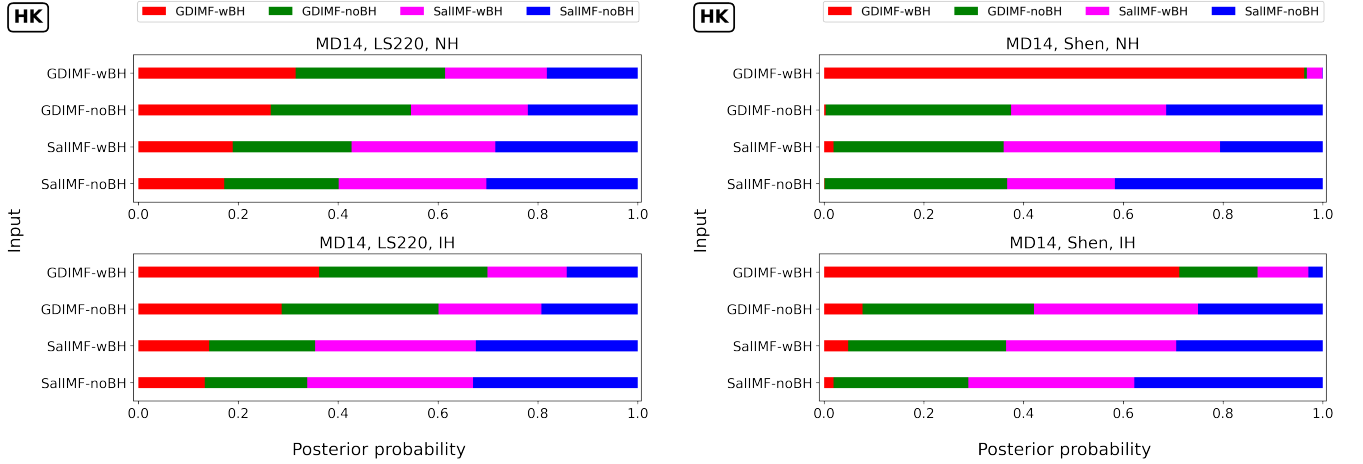 HK
GDIMF-wBH GDIMF-noBH SalIMF-wBH SalIMF-noBH
MD14, LS220, NH
GDIMF-wBH
GDIMF-noBH
SalIMF-wBH
SalIMF-noBH
0.0 0.2 0.4 0.6 0.8 1.0
MD14, LS220, IH
GDIMF-wBH
GDIMF-noBH
SalIMF-wBH
SalIMF-noBH
0.0 0.2 0.4 0.6 0.8 1.0
Input
Posterior probability
HK
GDIMF-wBH GDIMF-noBH SalIMF-wBH SalIMF-noBH
MD14, Shen, NH
GDIMF-wBH
GDIMF-noBH
SalIMF-wBH
SalIMF-noBH
0.0 0.2 0.4 0.6 0.8 1.0
MD14, Shen, IH
GDIMF-wBH
GDIMF-noBH
SalIMF-wBH
SalIMF-noBH
0.0 0.2 0.4 0.6 0.8 1.0
Input
Posterior probability